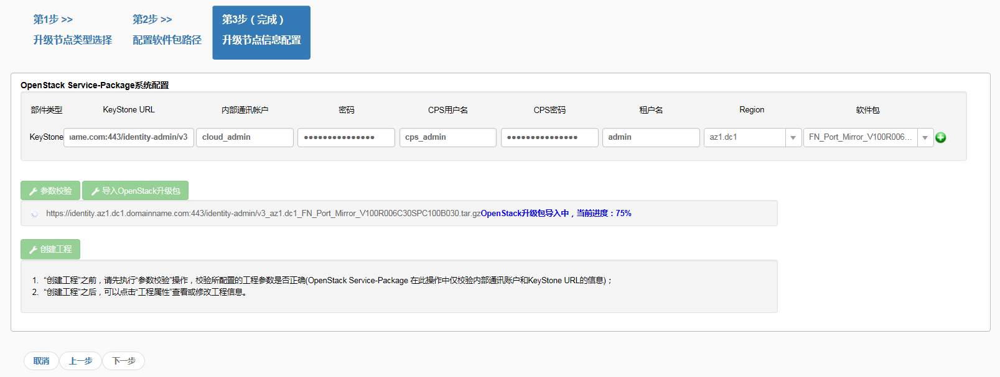 第1步 >>
升级节点类型选择
第2步 >>
配置软件包路径
第3步（完成）
升级节点信息配置
OpenStack Service-Package系统配置
部件类型 KeyStone URL 内部通讯帐户 密码 CPS用户名 CPS密码 租户名 Region 软件包
KeyStone name.com:443/identity-admin/v3 cloud_admin ••••••••••••••• cps_admin ••••••••••••••• admin az1.dc1 FN_Port_Mirror_V100R006...
参数校验 导入OpenStack升级包
https://identity.az1.dc1.domainname.com:443/identity-admin/v3_az1.dc1_FN_Port_Mirror_V100R006C30SPC100B030.tar.gzOpenStack升级包导入中，当前进度：75%
创建工程
1. “创建工程”之前，请先执行“参数校验”操作，校验所配置的工程参数是否正确(OpenStack Service-Package 在此操作中仅校验内部通讯账户和KeyStone URL的信息)；
2. “创建工程”之后，可以点击“工程属性”查看或修改工程信息。
取消 上一步 下一步